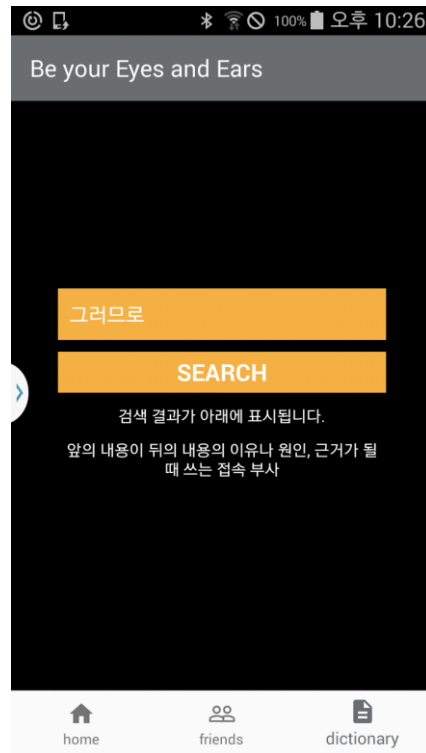 100% 오후 10:26
Be your Eyes and Ears
그러므로
SEARCH
검색 결과가 아래에 표시됩니다.
앞의 내용이 뒤의 내용의 이유나 원인, 근거가 될
때 쓰는 접속 부사
home friends dictionary